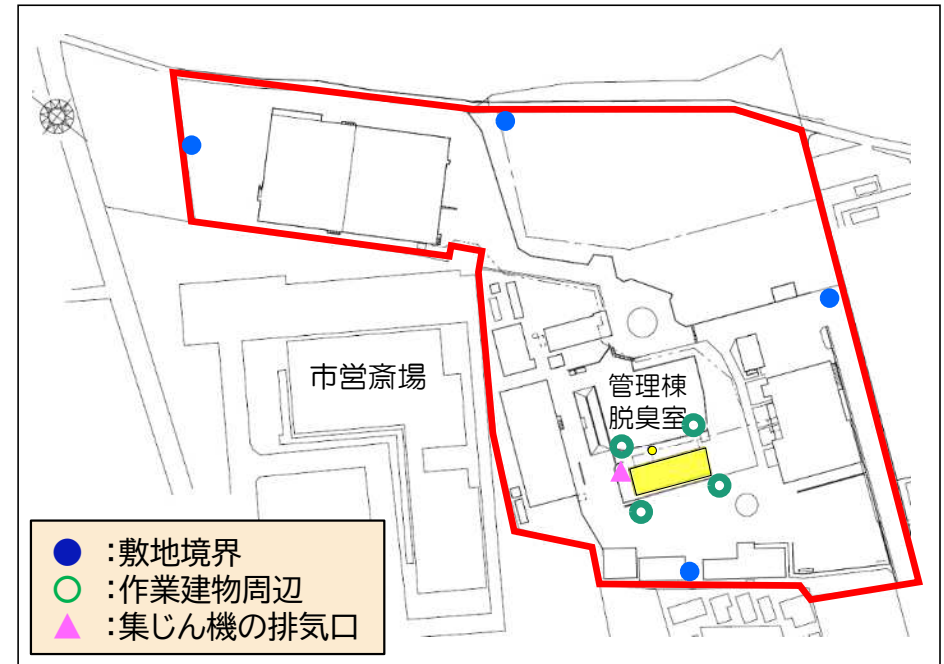 市営斎場
管理棟
脱臭室
:敷地境界
:作業建物周辺
:集じん機の排気口